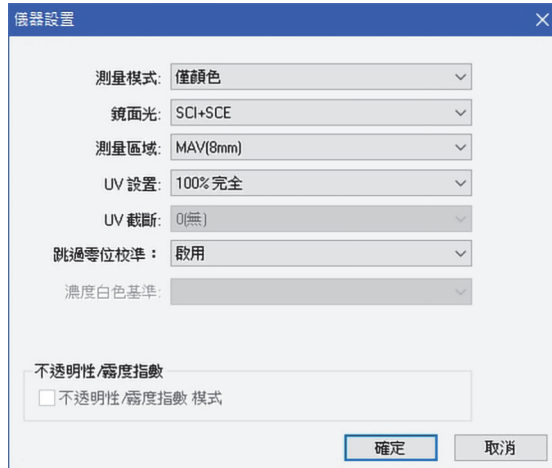 儀器設置
測量模式: 僅顏色
鏡面光: SCI+SCE
測量區域: MAV(8mm)
UV 設置: 100% 完全
UV 截斷: 0(無)
跳過零位校準： 啟用
濃度白色基準:
不透明性/霧度指數
不透明性/霧度指數 模式
確定 取消